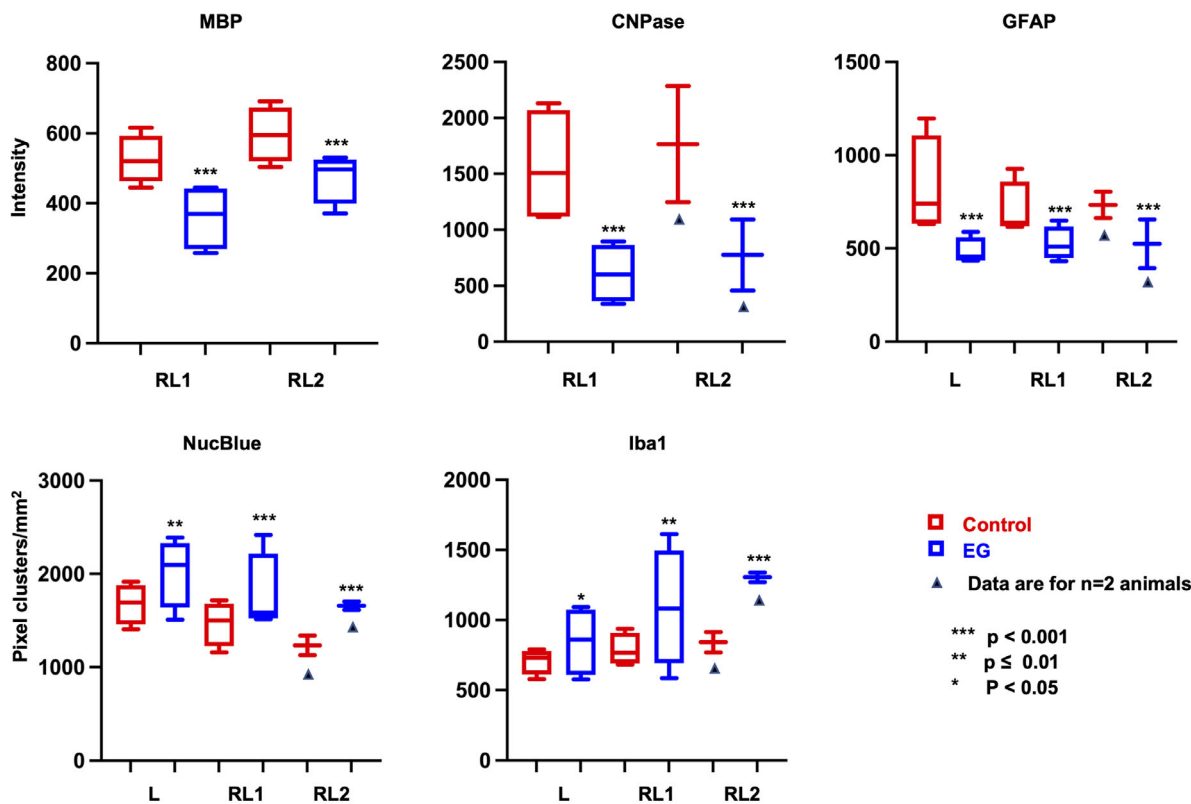 MBP
Intensity
800
600
400
200
0
***
***
RL1
RL2
CNPase
2500
2000
1500
1000
500
0
***
***
RL1
RL2
GFAP
1500
1000
500
0
***
***
***
L
RL1
RL2
NucBlue
Pixel clusters/mm²
3000
2000
1000
0
**
***
***
L
RL1
RL2
Iba1
2000
1500
1000
500
0
*
**
***
L
RL1
RL2
Control
EG
Data are for n=2 animals
*** p < 0.001
** p ≤ 0.01
* P < 0.05